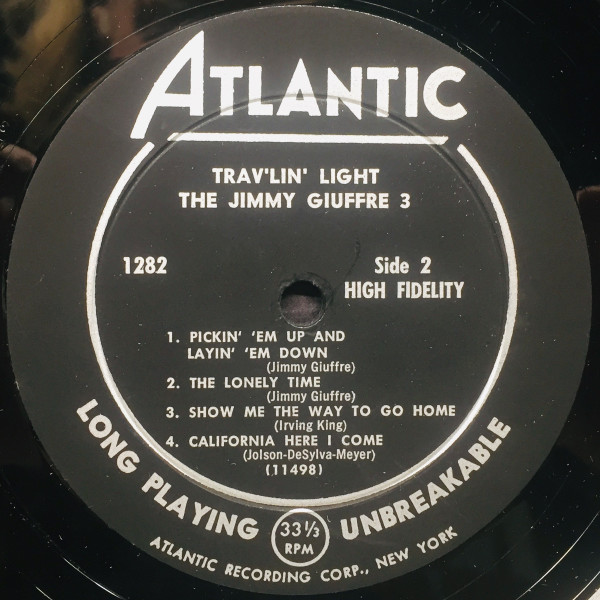 ATLANTIC
TRAV'LIN' LIGHT
THE JIMMY GIUFFRE 3
1282
Side 2
HIGH FIDELITY
1. PICKIN' 'EM UP AND
LAYIN' 'EM DOWN
(Jimmy Giuffre)
2. THE LONELY TIME
(Jimmy Giuffre)
3. SHOW ME THE WAY TO GO HOME
(Irving King)
4. CALIFORNIA HERE I COME
(Jolson-DeSylva-Meyer)
(11498)
LONG PLAYING 33 1/3 RPM UNBREAKABLE
ATLANTIC RECORDING CORP., NEW YORK